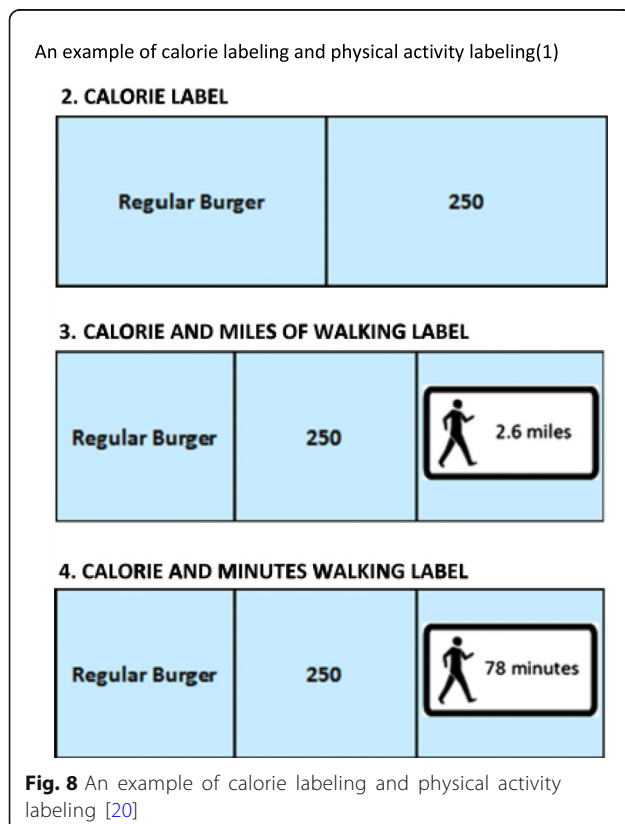 An example of calorie labeling and physical activity labeling(1)
2. CALORIE LABEL
Regular Burger 250
3. CALORIE AND MILES OF WALKING LABEL
Regular Burger 250 2.6 miles
4. CALORIE AND MINUTES WALKING LABEL
Regular Burger 250 78 minutes
Fig. 8 An example of calorie labeling and physical activity
labeling [20]